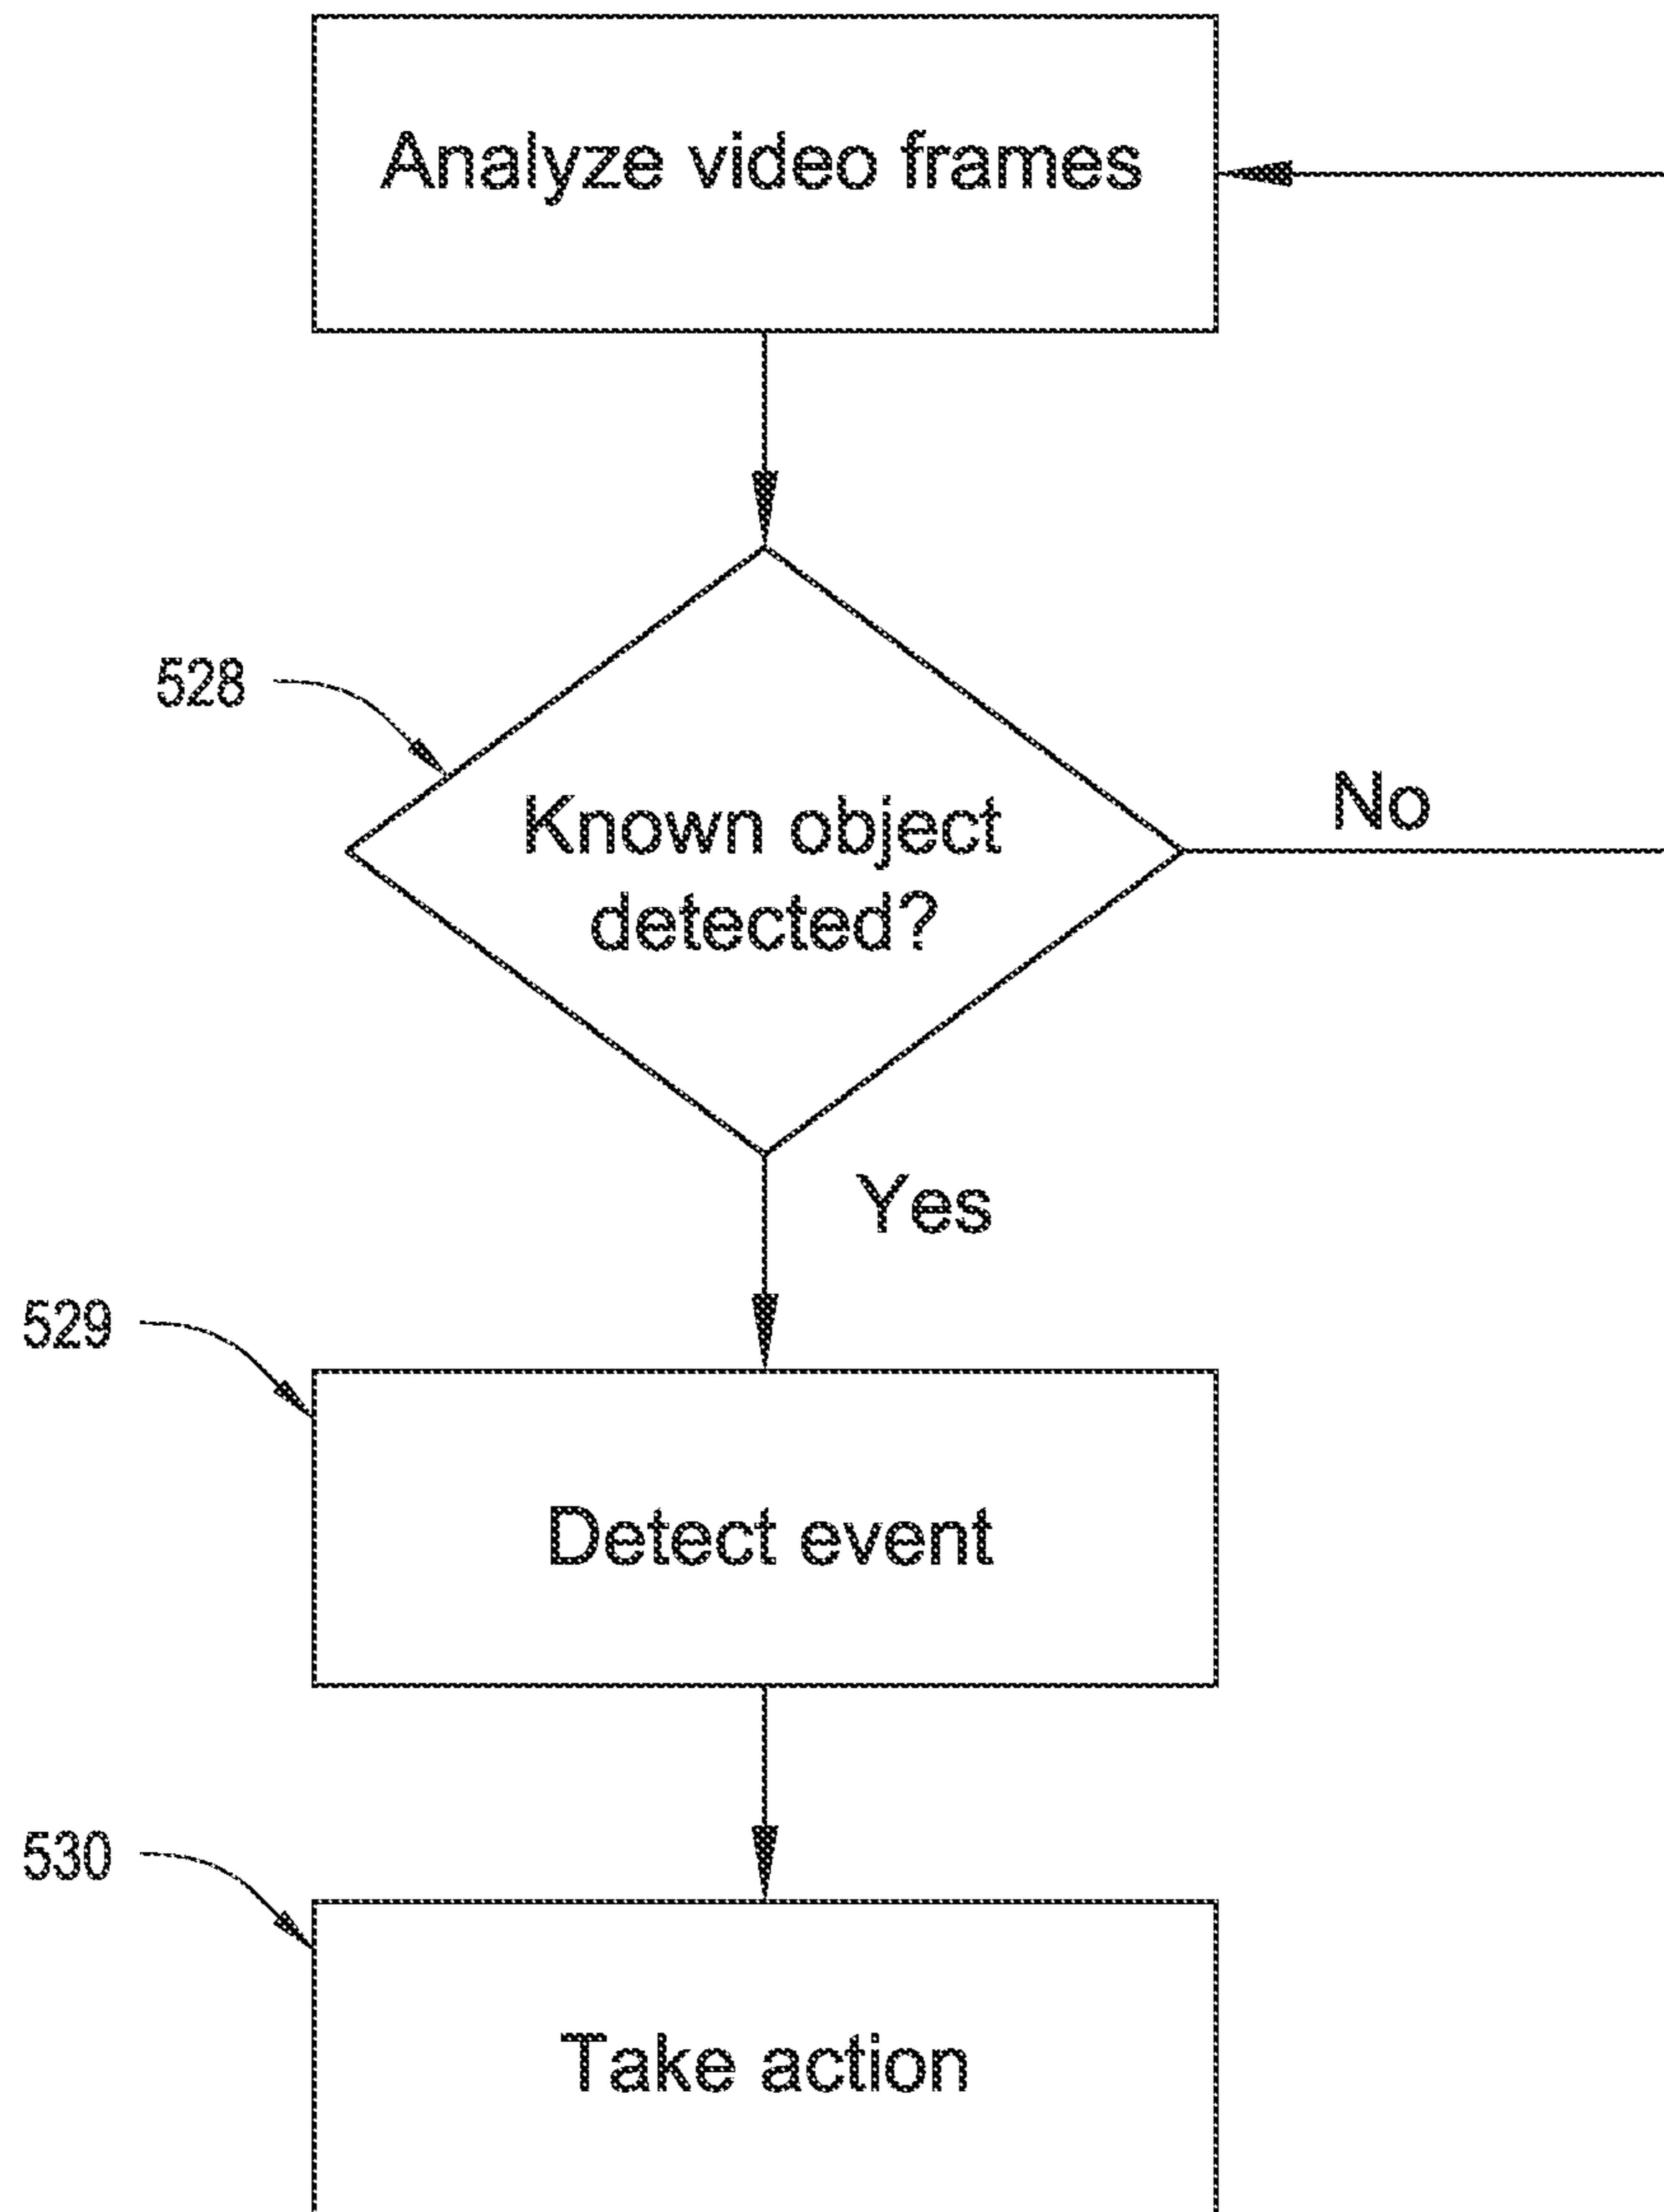 Analyze video frames
528
Known object
detected?
No
Yes
529
Detect event
530
Take action